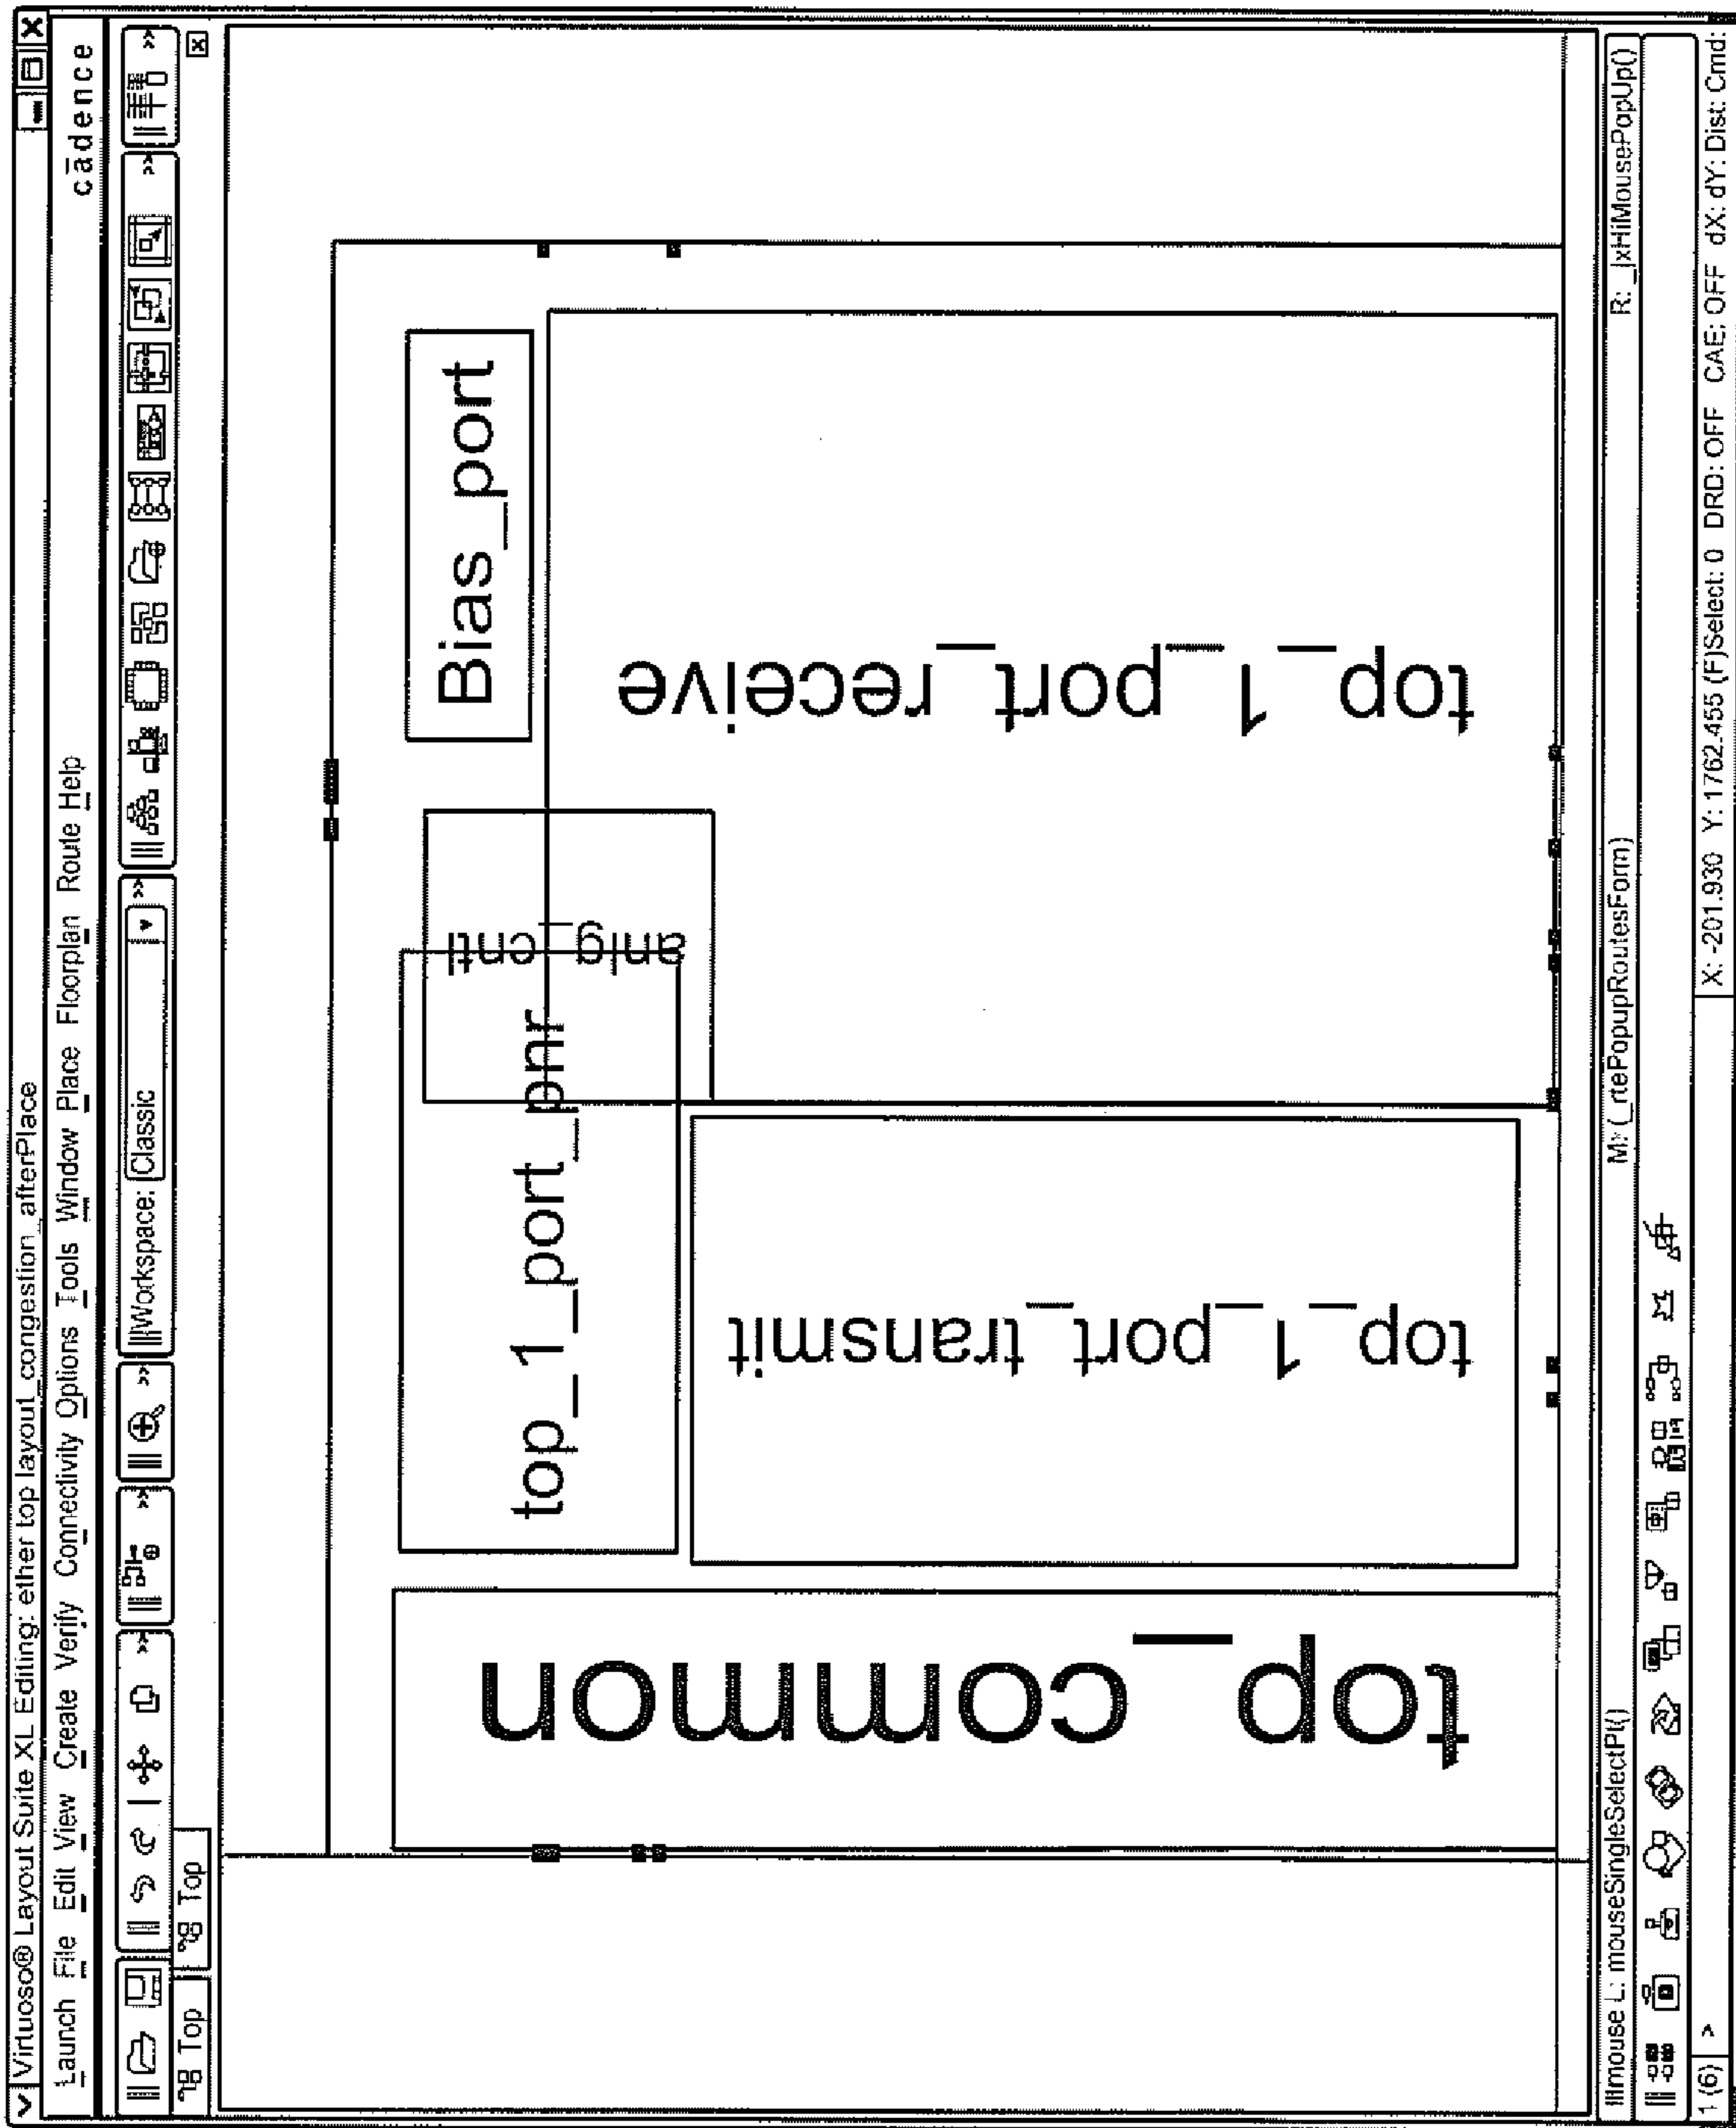 Virtuoso® Layout Suite XL Editing: ether top layout_congestion_afterPlace
Launch File Edit View Create Verify Connectivity Options Tools Window Place Floorplan Route Help
cādence
Workspace: Classic
Top
Top
Bias_port
top_1_port_pnr
anlg_cntl
top_1_port_receive
top_1_port_transmit
top_common
mouse L: mouseSingleSelectPt() M: (_rtePopupRoutesForm) R: _lxHiMousePopUp()
1 (6) > X: -201.930 Y: 1762.455 (F)Select: 0 DRD: OFF CAE: OFF dX: dY: Dist: Cmd: